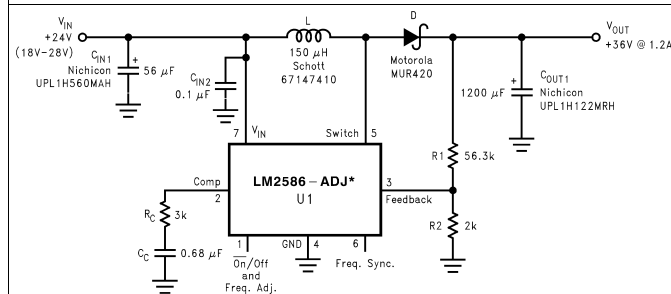 V_IN
+24V
(18V–28V)
C_IN1
Nichicon
UPL1H560MAH
+
56 μF
C_IN2
0.1 μF
L
150 μH
Schott
67147410
D
Motorola
MUR420
V_OUT
+36V @ 1.2A
+
1200 μF
C_OUT1
Nichicon
UPL1H122MRH
7
V_IN
Switch
5
R1
56.3k
LM2586–ADJ*
U1
Comp
2
3
Feedback
R_C
3k
R2
2k
C_C
0.68 μF
1
O̅n̅/Off
and
Freq. Adj.
GND
4
6
Freq. Sync.